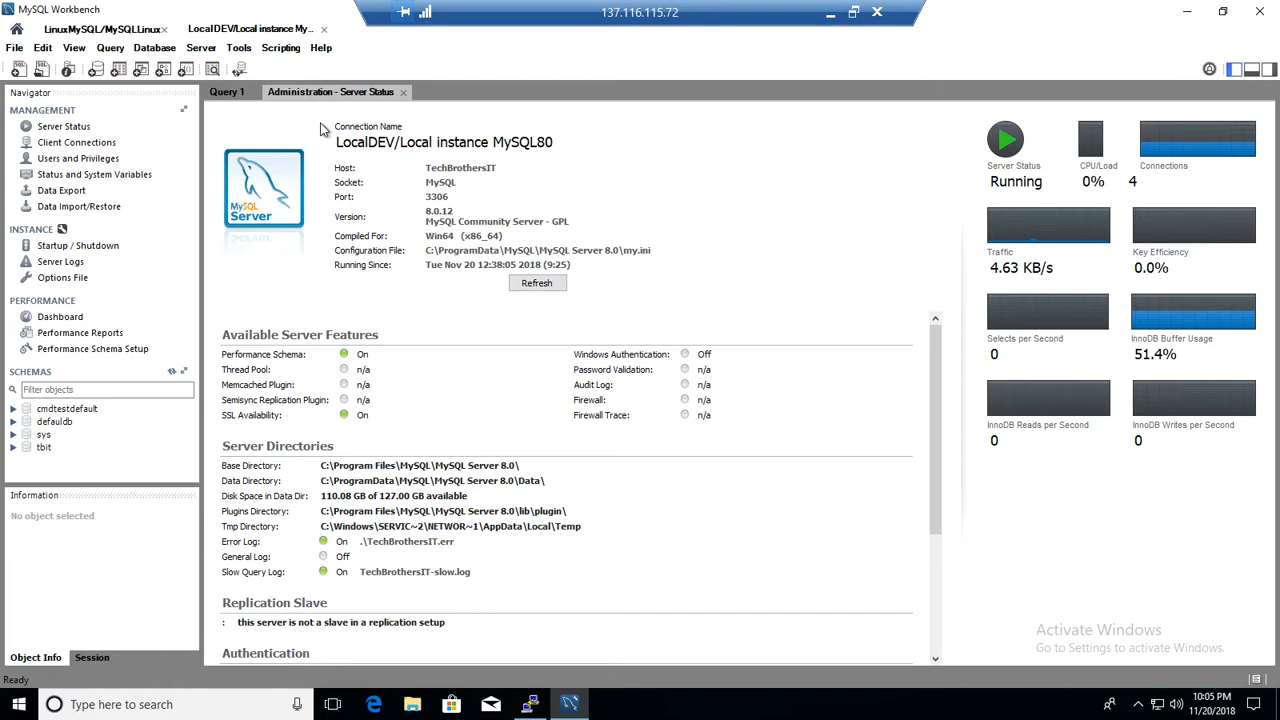 MySQL Workbench
137.116.115.72
LinuxMySQL/MySQLLinux
LocalDEV/Local instance My...
File Edit View Query Database Server Tools Scripting Help
Navigator
MANAGEMENT
Server Status
Client Connections
Users and Privileges
Status and System Variables
Data Export
Data Import/Restore
INSTANCE
Startup / Shutdown
Server Logs
Options File
PERFORMANCE
Dashboard
Performance Reports
Performance Schema Setup
SCHEMAS
Filter objects
cmdtestdefault
defauldb
sys
tbit
Information
No object selected
Object Info Session
Query 1
Administration - Server Status
MySQL
Server
Connection Name
LocalDEV/Local instance MySQL80
Host: TechBrothersIT
Socket: MySQL
Port: 3306
Version: 8.0.12
MySQL Community Server - GPL
Compiled For: Win64 (x86_64)
Configuration File: C:\ProgramData\MySQL\MySQL Server 8.0\my.ini
Running Since: Tue Nov 20 12:38:05 2018 (9:25)
Refresh
Available Server Features
Performance Schema: On
Thread Pool: n/a
Memcached Plugin: n/a
Semisync Replication Plugin: n/a
SSL Availability: On
Windows Authentication: Off
Password Validation: n/a
Audit Log: n/a
Firewall: n/a
Firewall Trace: n/a
Server Directories
Base Directory: C:\Program Files\MySQL\MySQL Server 8.0\
Data Directory: C:\ProgramData\MySQL\MySQL Server 8.0\Data\
Disk Space in Data Dir: 110.08 GB of 127.00 GB available
Plugins Directory: C:\Program Files\MySQL\MySQL Server 8.0\lib\plugin\
Tmp Directory: C:\Windows\SERVIC~2\NETWOR~1\AppData\Local\Temp
Error Log: On .\TechBrothersIT.err
General Log: Off
Slow Query Log: On TechBrothersIT-slow.log
Replication Slave
: this server is not a slave in a replication setup
Authentication
Server Status
Running
CPU/Load
0%
Connections
4
Traffic
4.63 KB/s
Key Efficiency
0.0%
Selects per Second
0
InnoDB Buffer Usage
51.4%
InnoDB Reads per Second
0
InnoDB Writes per Second
0
Activate Windows
Go to Settings to activate Windows.
Ready
Type here to search
10:05 PM
11/20/2018